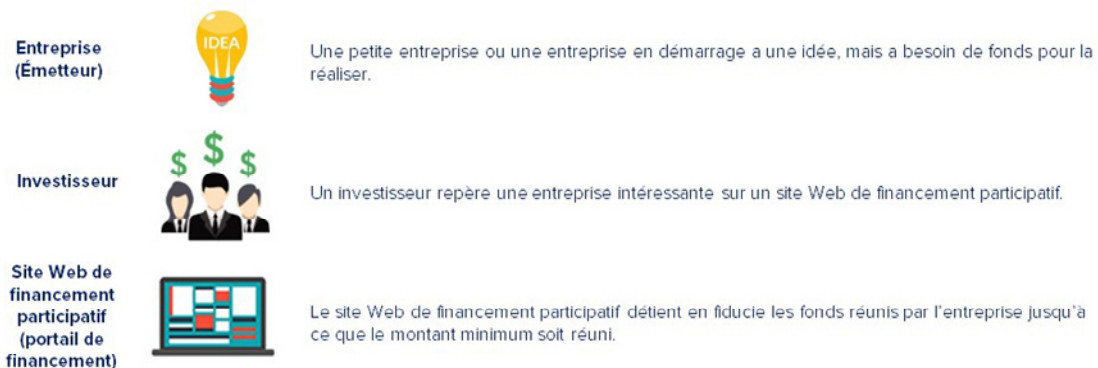 Entreprise
(Émetteur)
IDEA
Une petite entreprise ou une entreprise en démarrage a une idée, mais a besoin de fonds pour la
réaliser.
Investisseur
$ $ $
Un investisseur repère une entreprise intéressante sur un site Web de financement participatif.
Site Web de
financement
participatif
(portail de
financement)
Le site Web de financement participatif détient en fiducie les fonds réunis par l'entreprise jusqu'à
ce que le montant minimum soit réuni.